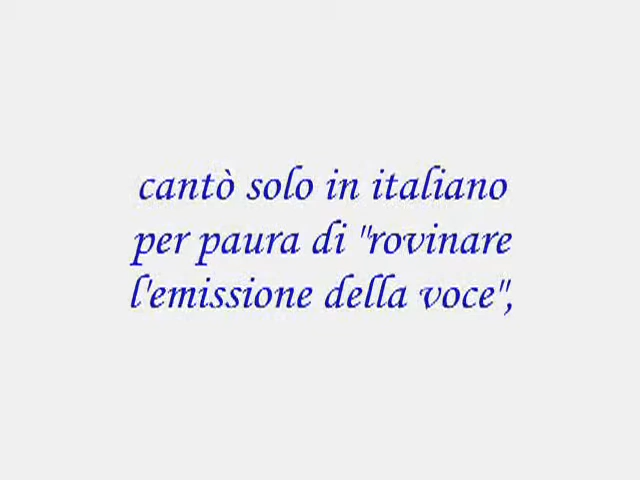 cantò solo in italiano
per paura di "rovinare
l'emissione della voce",